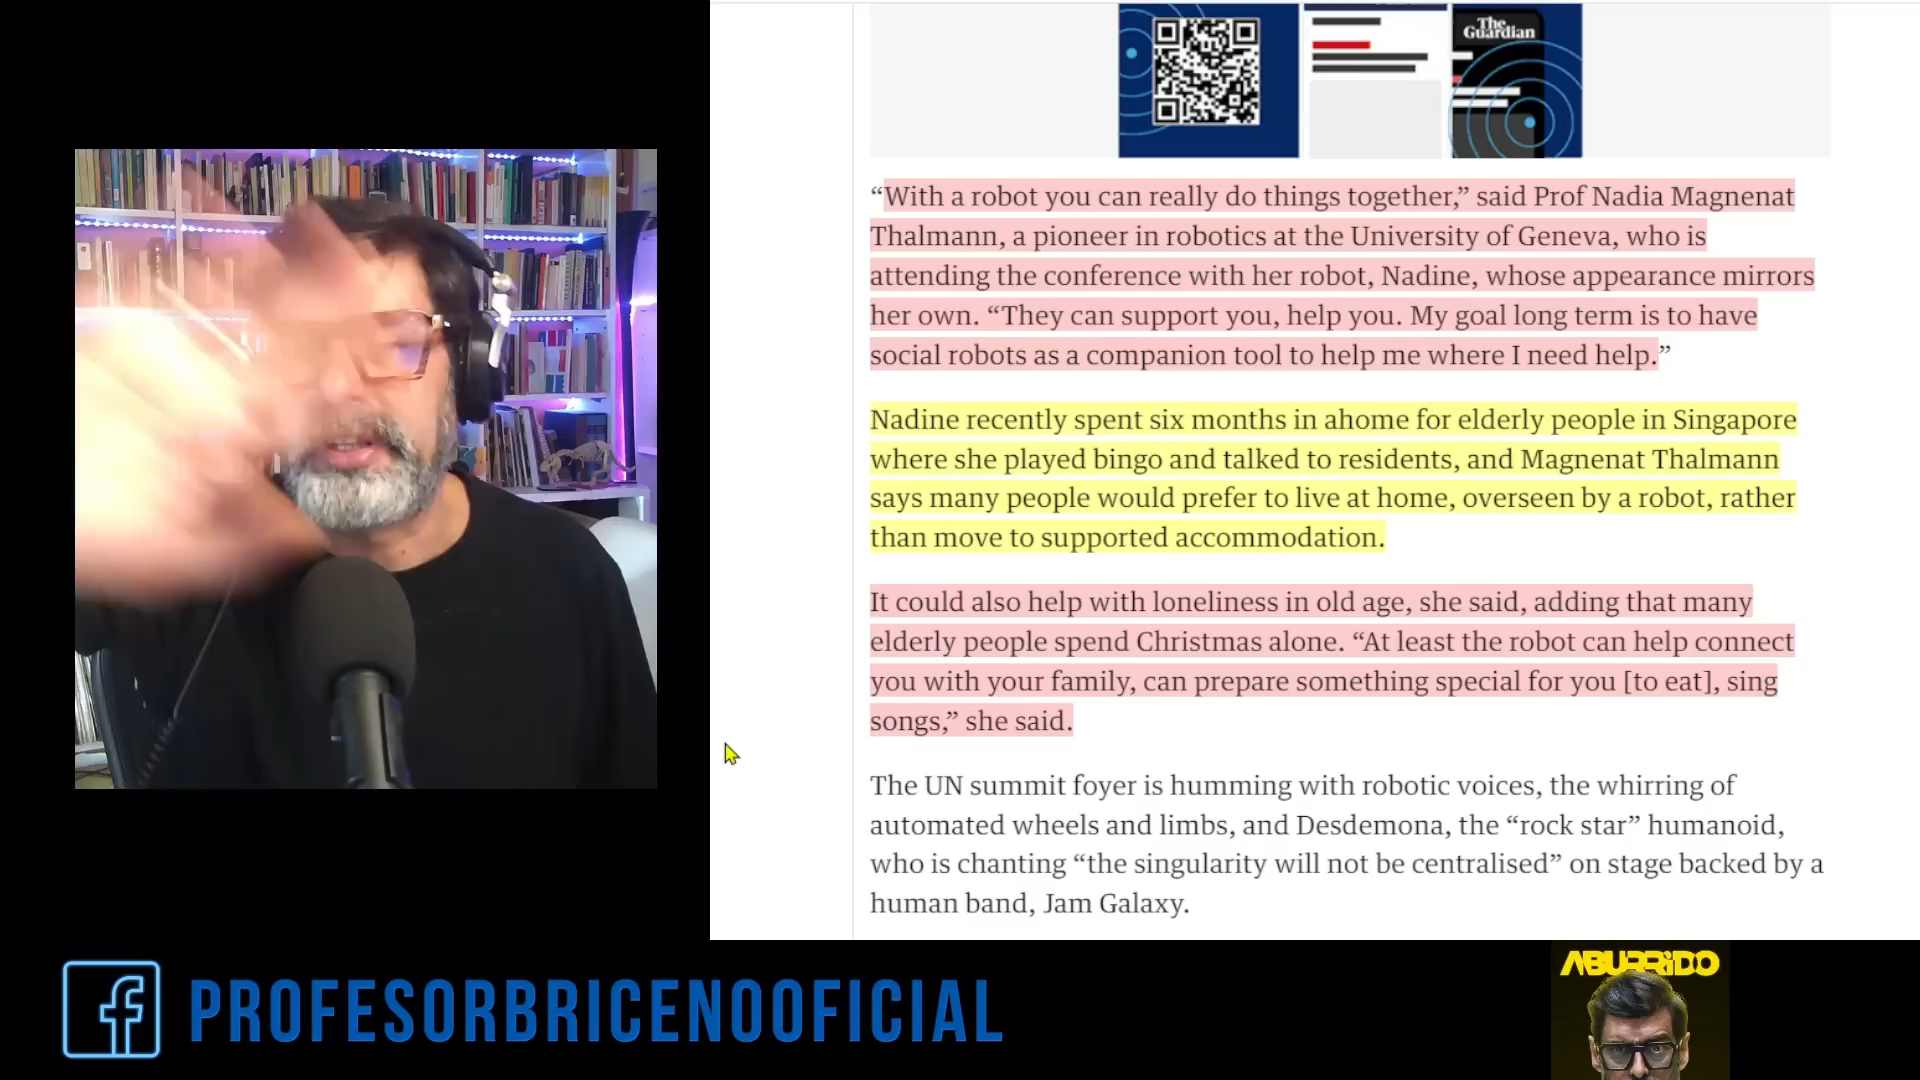 The
Guardian
“With a robot you can really do things together,” said Prof Nadia Magnenat
Thalmann, a pioneer in robotics at the University of Geneva, who is
attending the conference with her robot, Nadine, whose appearance mirrors
her own. “They can support you, help you. My goal long term is to have
social robots as a companion tool to help me where I need help.”
Nadine recently spent six months in ahome for elderly people in Singapore
where she played bingo and talked to residents, and Magnenat Thalmann
says many people would prefer to live at home, overseen by a robot, rather
than move to supported accommodation.
It could also help with loneliness in old age, she said, adding that many
elderly people spend Christmas alone. “At least the robot can help connect
you with your family, can prepare something special for you [to eat], sing
songs,” she said.
The UN summit foyer is humming with robotic voices, the whirring of
automated wheels and limbs, and Desdemona, the “rock star” humanoid,
who is chanting “the singularity will not be centralised” on stage backed by a
human band, Jam Galaxy.
PROFESORBRICENOOFICIAL
ABURRIDO